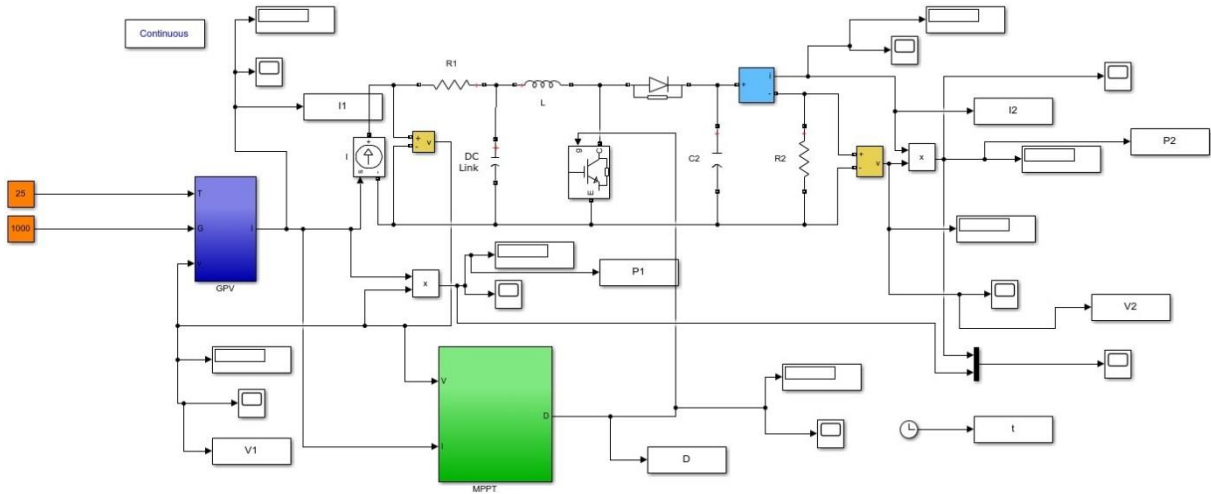 Continuous
I1
R1
L
I
s
v
DC
Link
g
C
E
C2
i
R2
v
x
I2
P2
25
1000
T
G
v
I
GPV
x
P1
V2
V
I
D
MPPT
V1
D
t